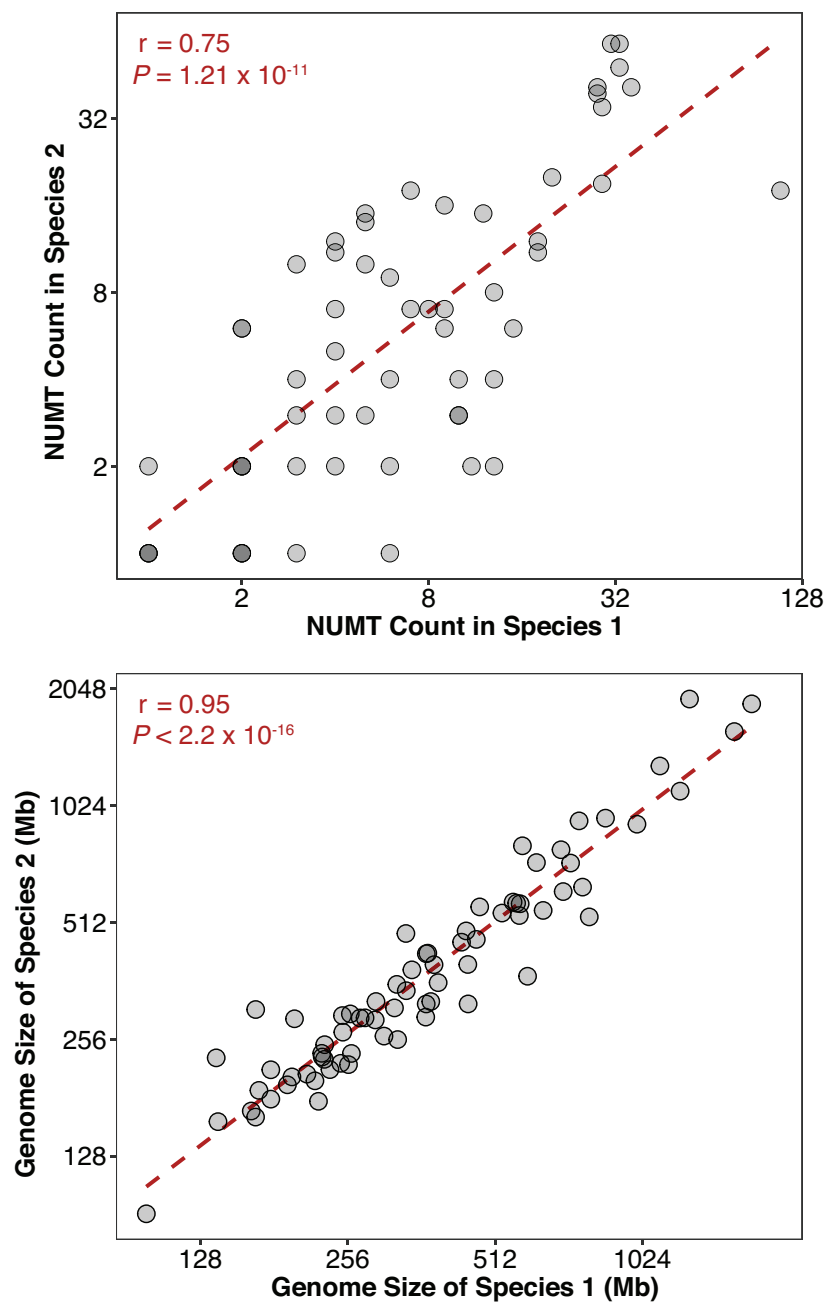 r = 0.75
P = 1.21 x 10-11
32
8
2
NUMT Count in Species 2
2
8
32
128
NUMT Count in Species 1
r = 0.95
P < 2.2 x 10-16
2048
1024
512
256
128
Genome Size of Species 2 (Mb)
128
256
512
1024
Genome Size of Species 1 (Mb)